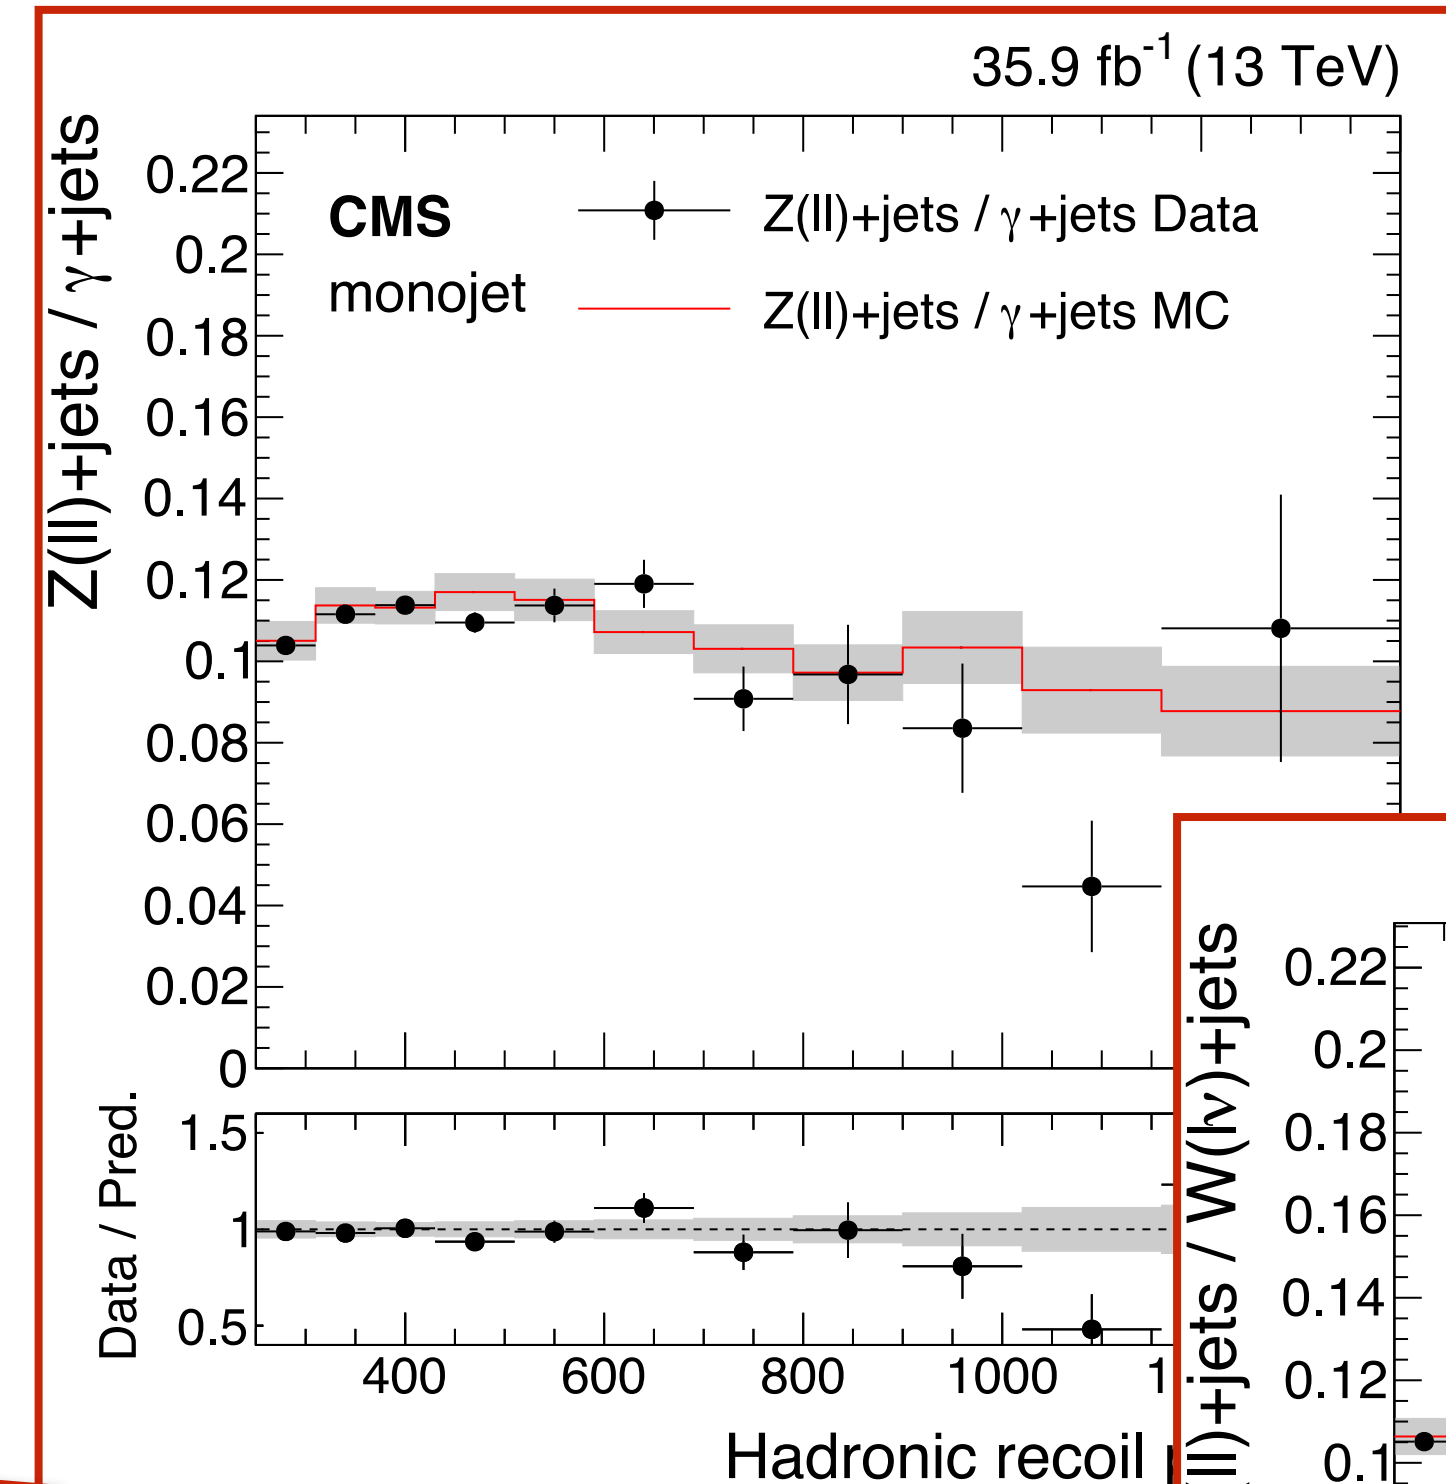 35.9 fb⁻¹ (13 TeV)
Z(ll)+jets / γ+jets
0.22
0.2
0.18
0.16
0.14
0.12
0.1
0.08
0.06
0.04
0.02
0
CMS
monojet
Z(ll)+jets / γ+jets Data
Z(ll)+jets / γ+jets MC
Data / Pred.
1.5
1
0.5
400
600
800
1000
Hadronic recoil
ll)+jets / W(lν)+jets
0.22
0.2
0.18
0.16
0.14
0.12
0.1